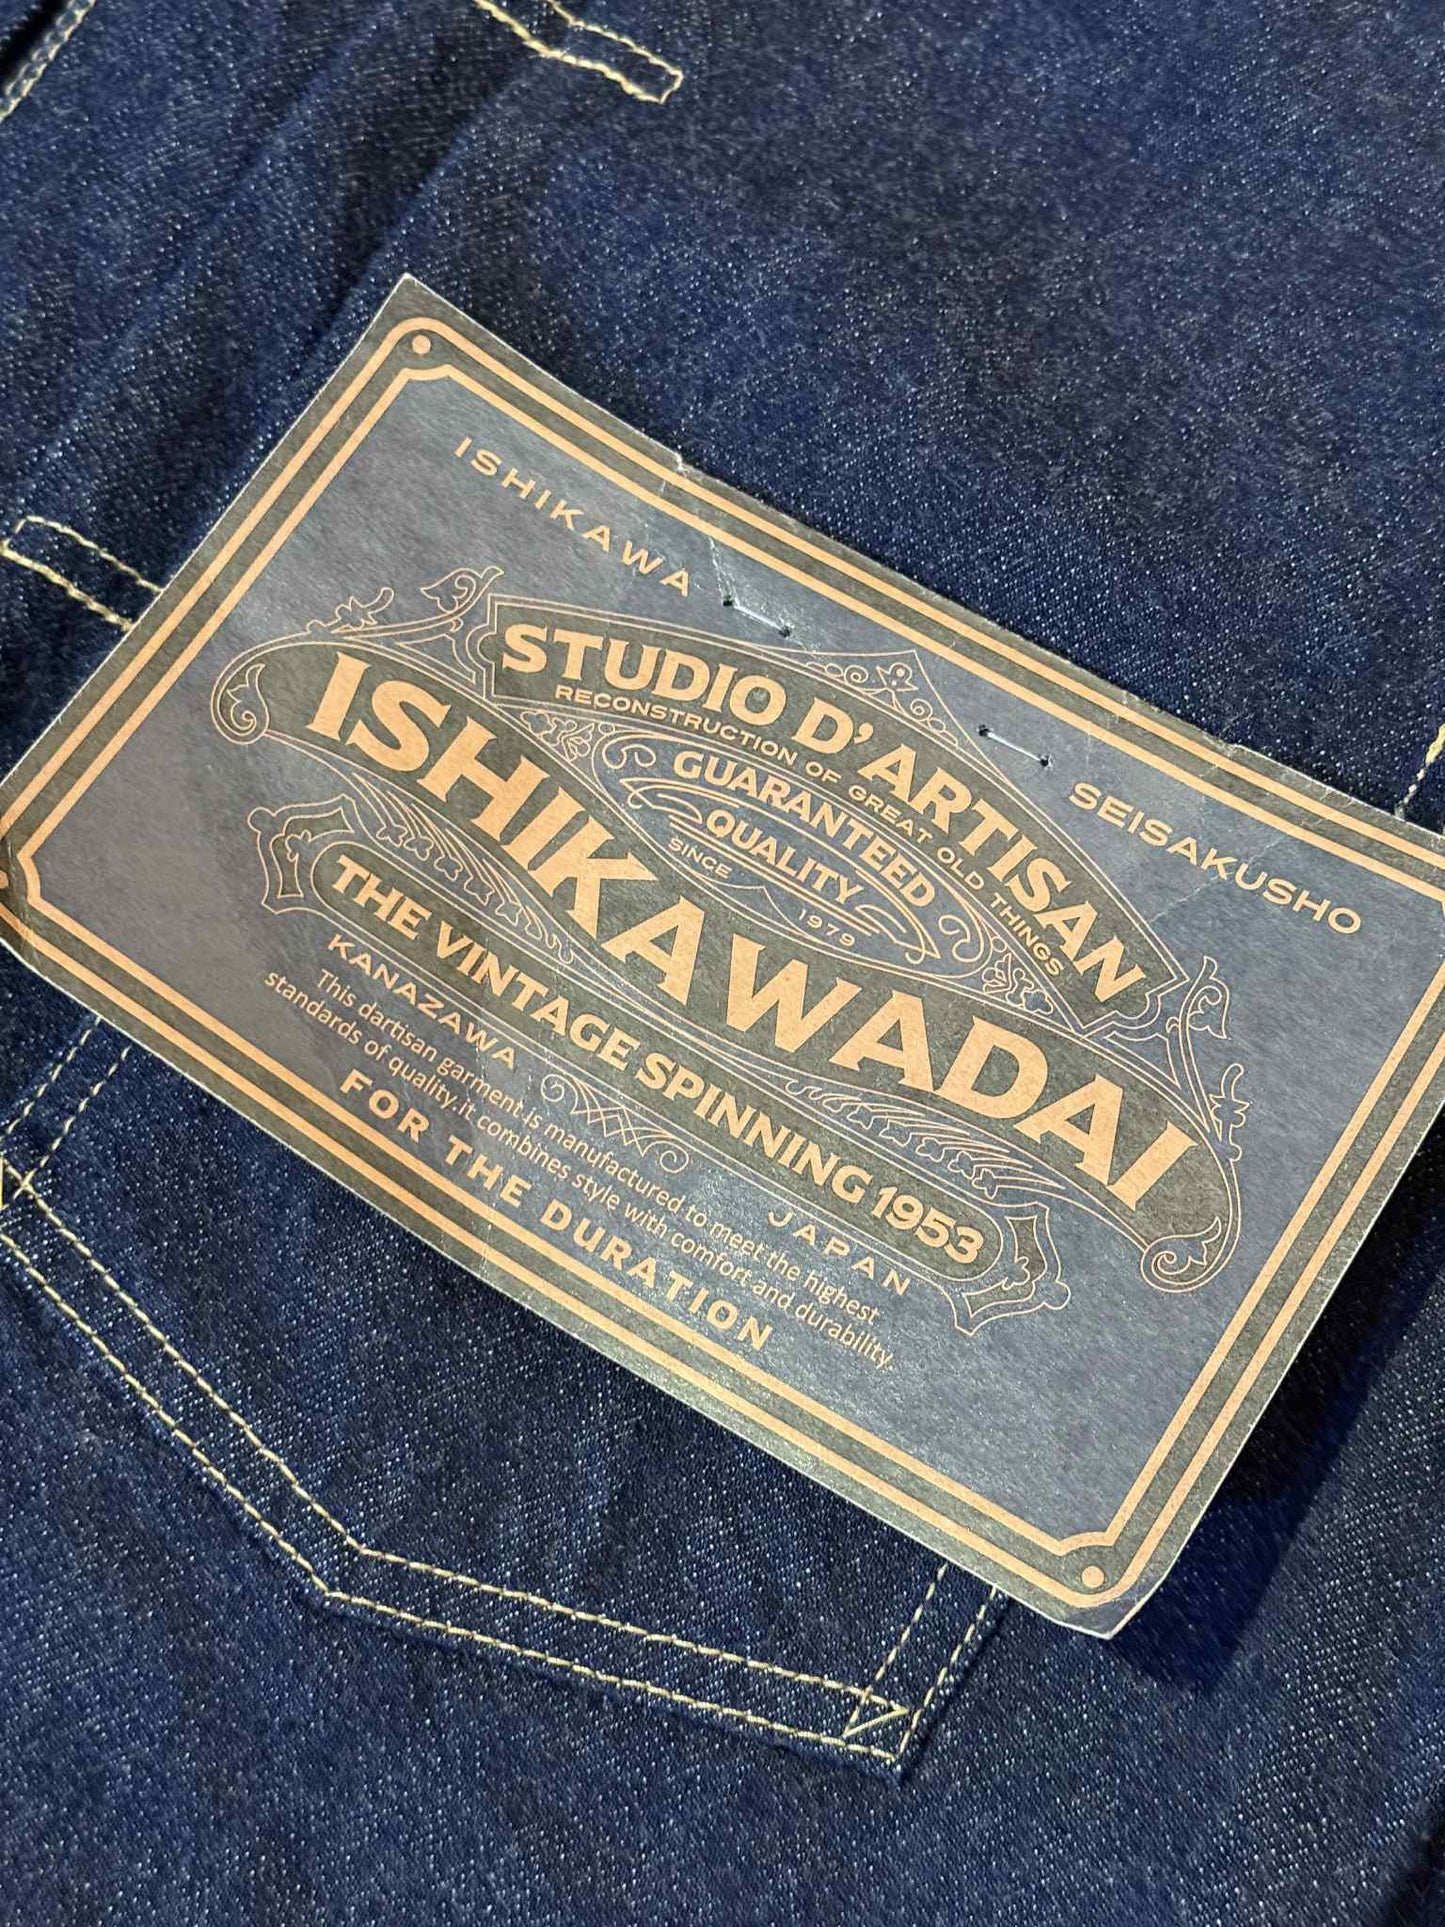 ISHIKAWA SEISAKUSHO
STUDIO D'ARTISAN
RECONSTRUCTION OF GREAT OLD THINGS
GUARANTEED
QUALITY
SINCE 1979
ISHIKAWADAI
THE VINTAGE SPINNING 1953
KANAZAWA JAPAN
This dartisan garment is manufactured to meet the highest
standards of quality.it combines style with comfort and durability.
FOR THE DURATION